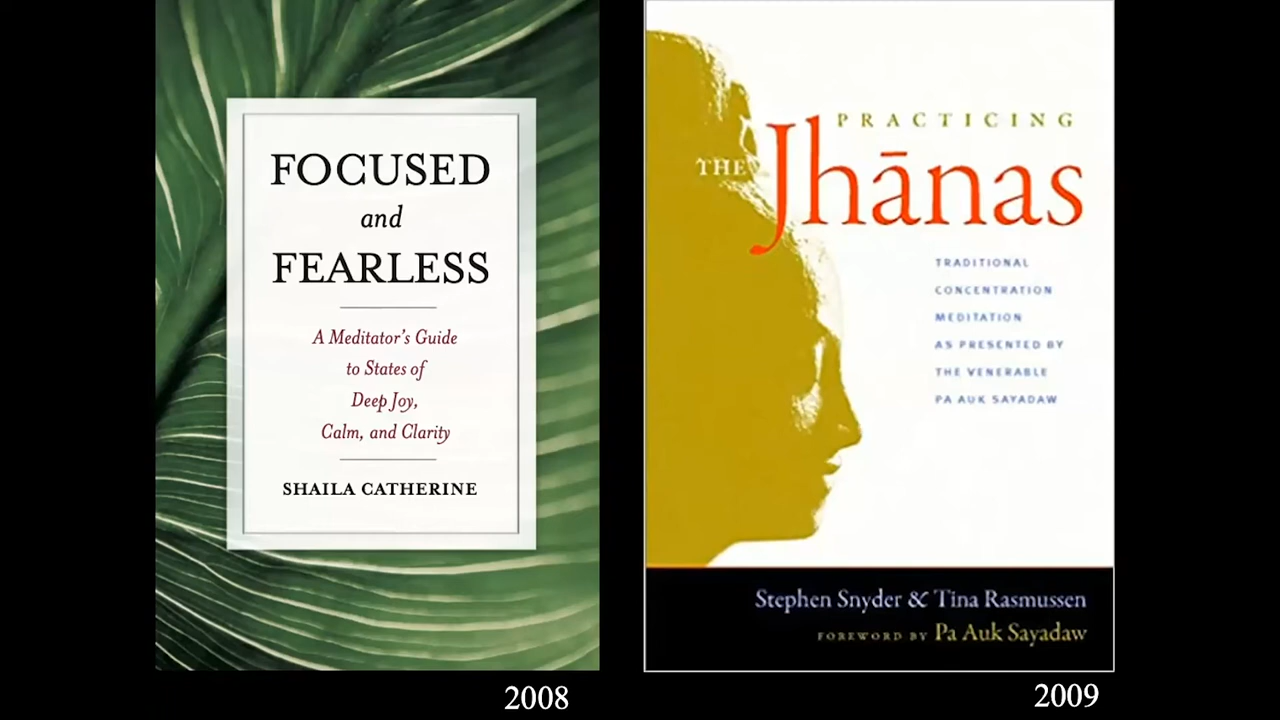 FOCUSED
and
FEARLESS
A Meditator's Guide
to States of
Deep Joy,
Calm, and Clarity
SHAILA CATHERINE
2008
PRACTICING
THE Jhānas
TRADITIONAL
CONCENTRATION
MEDITATION
AS PRESENTED BY
THE VENERABLE
PA AUK SAYADAW
Stephen Snyder & Tina Rasmussen
FOREWORD BY Pa Auk Sayadaw
2009